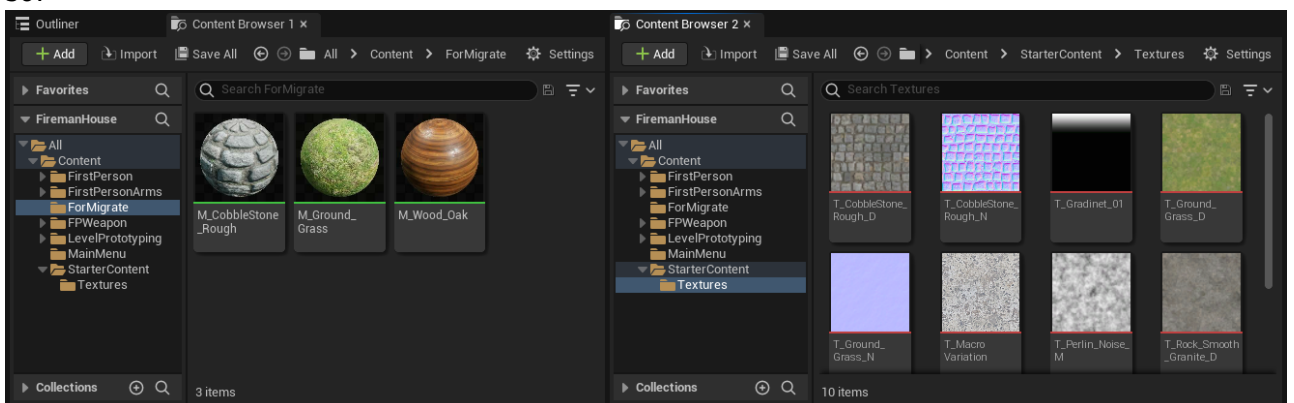 Outliner
Content Browser 1 ×
+ Add Import Save All All > Content > ForMigrate Settings
Favorites
Search ForMigrate
FiremanHouse
All
Content
FirstPerson
FirstPersonArms
ForMigrate
FPWeapon
LevelPrototyping
MainMenu
StarterContent
Textures
M_CobbleStone
_Rough
M_Ground_
Grass
M_Wood_Oak
Collections
3 items
Content Browser 2 ×
+ Add Import Save All > Content > StarterContent > Textures Settings
Favorites
Search Textures
FiremanHouse
All
Content
FirstPerson
FirstPersonArms
ForMigrate
FPWeapon
LevelPrototyping
MainMenu
StarterContent
Textures
T_CobbleStone_
Rough_D
T_CobbleStone_
Rough_N
T_Gradinet_01
T_Ground_
Grass_D
T_Ground_
Grass_N
T_Macro
Variation
T_Perlin_Noise_
M
T_Rock_Smooth
_Granite_D
Collections
10 items